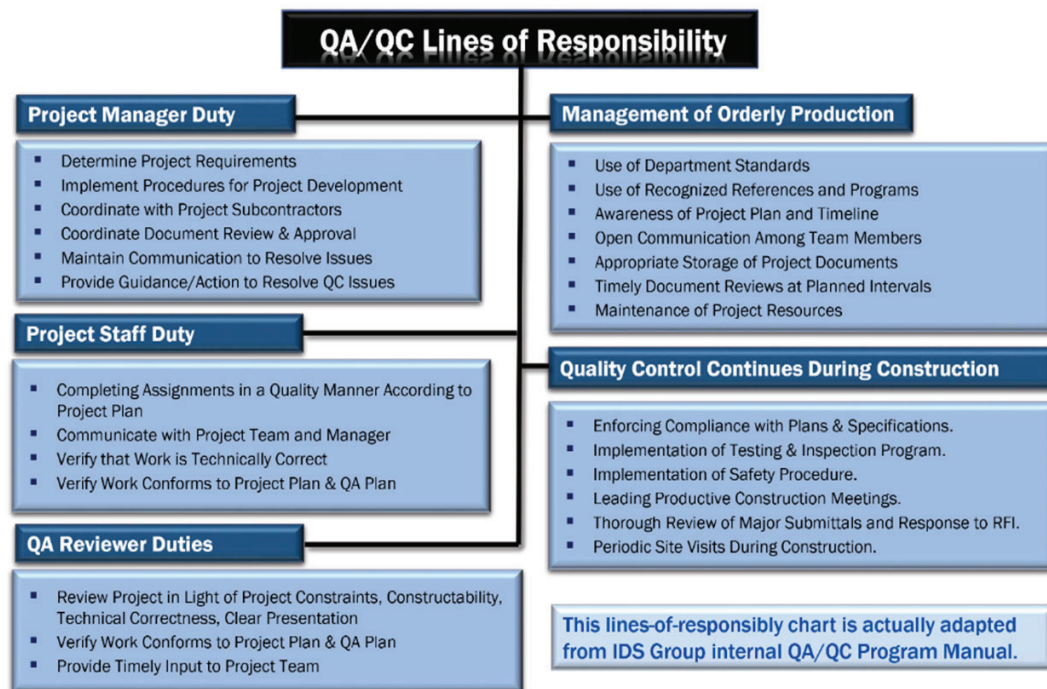 QA/QC Lines of Responsibility
Project Manager Duty
▪ Determine Project Requirements
▪ Implement Procedures for Project Development
▪ Coordinate with Project Subcontractors
▪ Coordinate Document Review & Approval
▪ Maintain Communication to Resolve Issues
▪ Provide Guidance/Action to Resolve QC Issues
Project Staff Duty
▪ Completing Assignments in a Quality Manner According to
Project Plan
▪ Communicate with Project Team and Manager
▪ Verify that Work is Technically Correct
▪ Verify Work Conforms to Project Plan & QA Plan
QA Reviewer Duties
▪ Review Project in Light of Project Constraints, Constructability,
Technical Correctness, Clear Presentation
▪ Verify Work Conforms to Project Plan & QA Plan
▪ Provide Timely Input to Project Team
Management of Orderly Production
▪ Use of Department Standards
▪ Use of Recognized References and Programs
▪ Awareness of Project Plan and Timeline
▪ Open Communication Among Team Members
▪ Appropriate Storage of Project Documents
▪ Timely Document Reviews at Planned Intervals
▪ Maintenance of Project Resources
Quality Control Continues During Construction
▪ Enforcing Compliance with Plans & Specifications.
▪ Implementation of Testing & Inspection Program.
▪ Implementation of Safety Procedure.
▪ Leading Productive Construction Meetings.
▪ Thorough Review of Major Submittals and Response to RFI.
▪ Periodic Site Visits During Construction.
This lines-of-responsibly chart is actually adapted
from IDS Group internal QA/QC Program Manual.